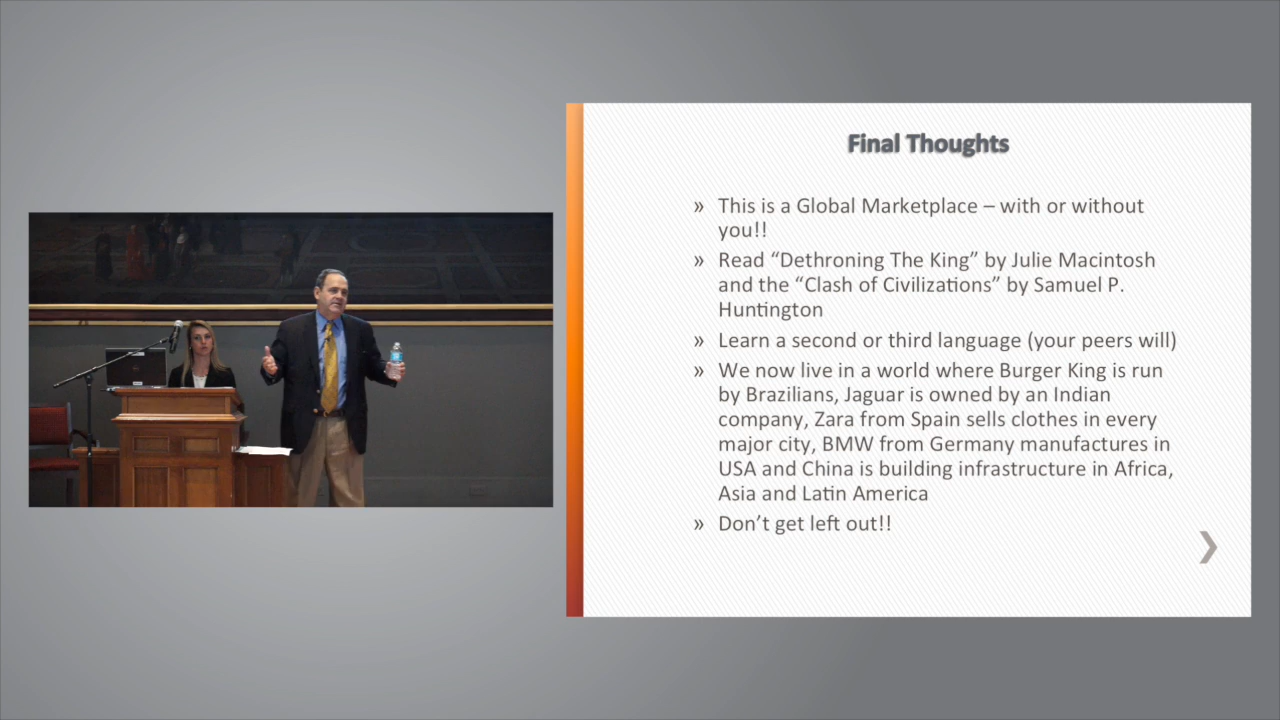 Final Thoughts
» This is a Global Marketplace – with or without
you!!
» Read “Dethroning The King” by Julie Macintosh
and the “Clash of Civilizations” by Samuel P.
Huntington
» Learn a second or third language (your peers will)
» We now live in a world where Burger King is run
by Brazilians, Jaguar is owned by an Indian
company, Zara from Spain sells clothes in every
major city, BMW from Germany manufactures in
USA and China is building infrastructure in Africa,
Asia and Latin America
» Don’t get left out!!